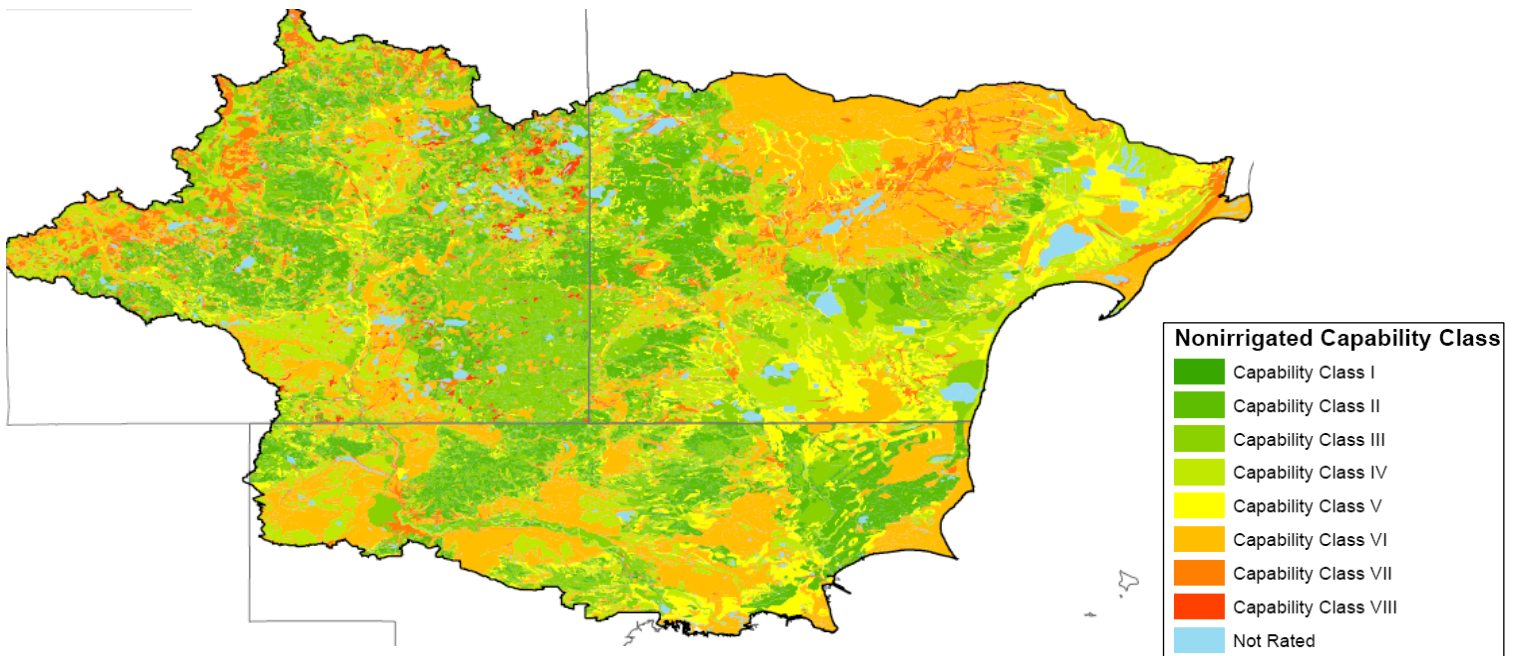 Nonirrigated Capability Class
Capability Class I
Capability Class II
Capability Class III
Capability Class IV
Capability Class V
Capability Class VI
Capability Class VII
Capability Class VIII
Not Rated